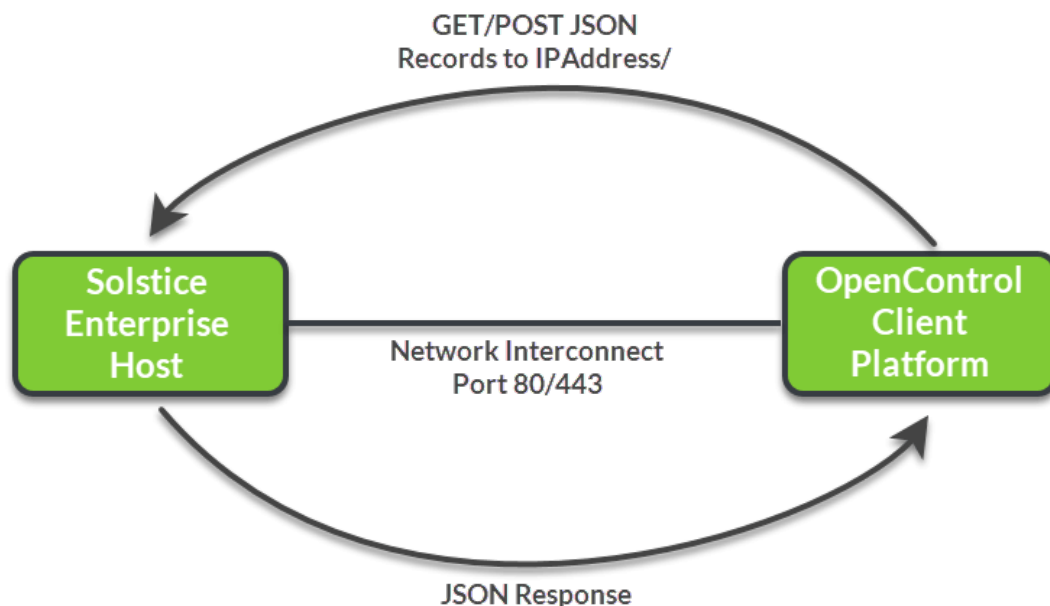 GET/POST JSON
Records to IPAddress/
Solstice
Enterprise
Host
OpenControl
Client
Platform
Network Interconnect
Port 80/443
JSON Response